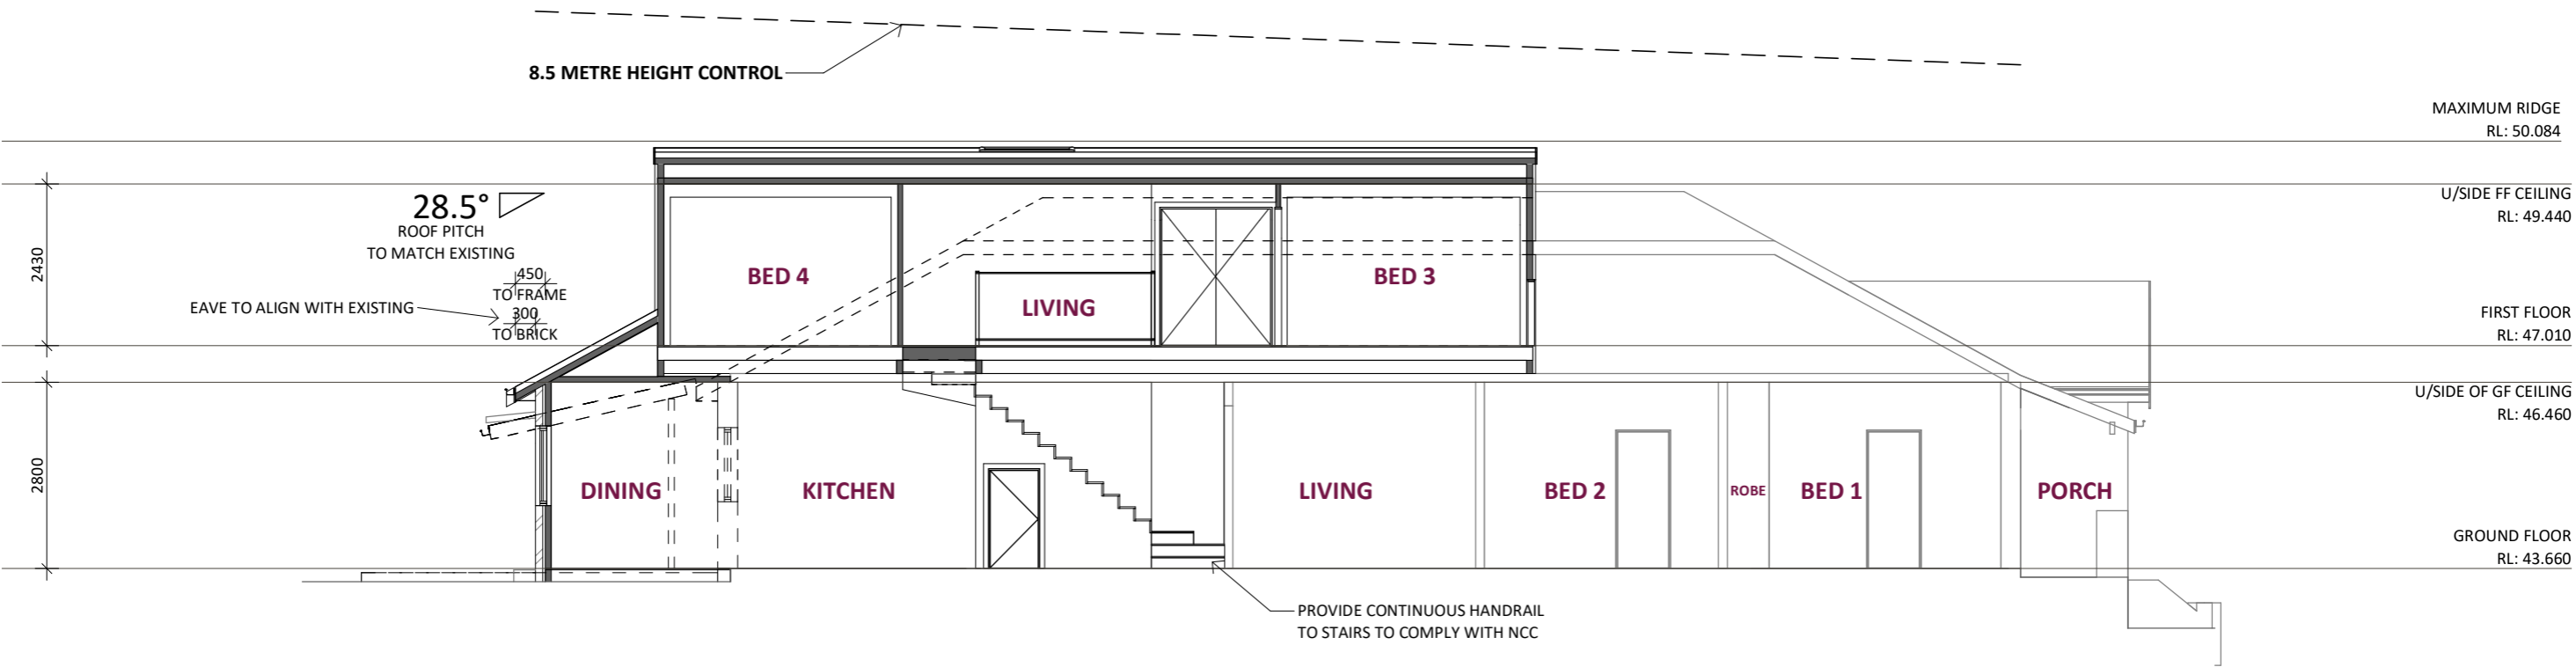 8.5 METRE HEIGHT CONTROL
MAXIMUM RIDGE
RL: 50.084
28.5°
ROOF PITCH
TO MATCH EXISTING
U/SIDE FF CEILING
RL: 49.440
2430
450
TO FRAME
EAVE TO ALIGN WITH EXISTING
300
TO BRICK
BED 4
LIVING
BED 3
FIRST FLOOR
RL: 47.010
U/SIDE OF GF CEILING
RL: 46.460
2800
DINING
KITCHEN
LIVING
BED 2
ROBE
BED 1
PORCH
GROUND FLOOR
RL: 43.660
PROVIDE CONTINUOUS HANDRAIL
TO STAIRS TO COMPLY WITH NCC